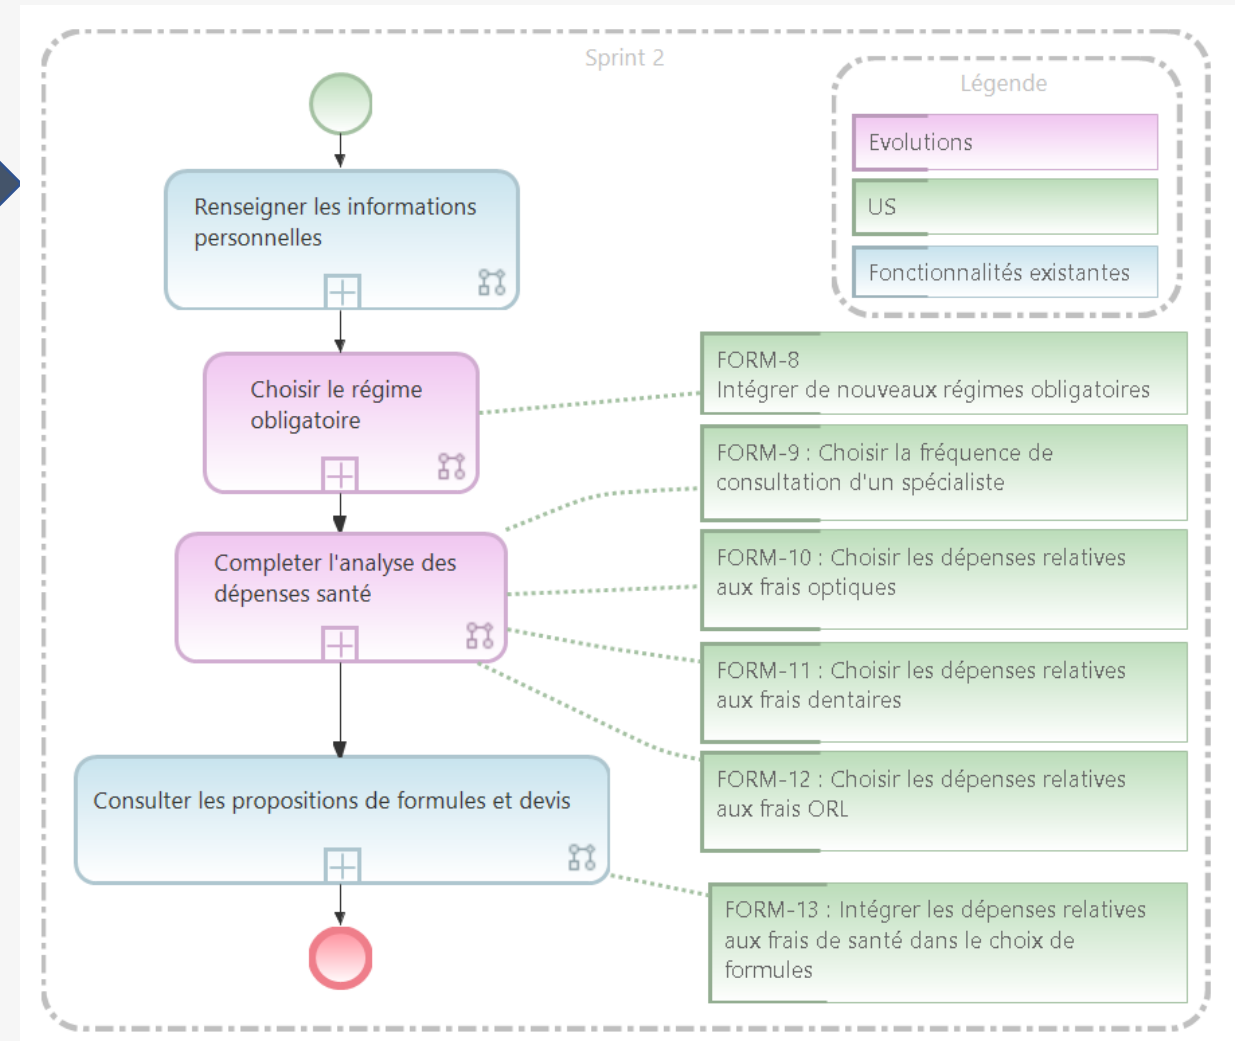 Sprint 2
Légende
Evolutions
US
Fonctionnalités existantes
Renseigner les informations
personnelles
Choisir le régime
obligatoire
FORM-8
Intégrer de nouveaux régimes obligatoires
FORM-9 : Choisir la fréquence de
consultation d'un spécialiste
Completer l'analyse des
dépenses santé
FORM-10 : Choisir les dépenses relatives
aux frais optiques
FORM-11 : Choisir les dépenses relatives
aux frais dentaires
FORM-12 : Choisir les dépenses relatives
aux frais ORL
Consulter les propositions de formules et devis
FORM-13 : Intégrer les dépenses relatives
aux frais de santé dans le choix de
formules